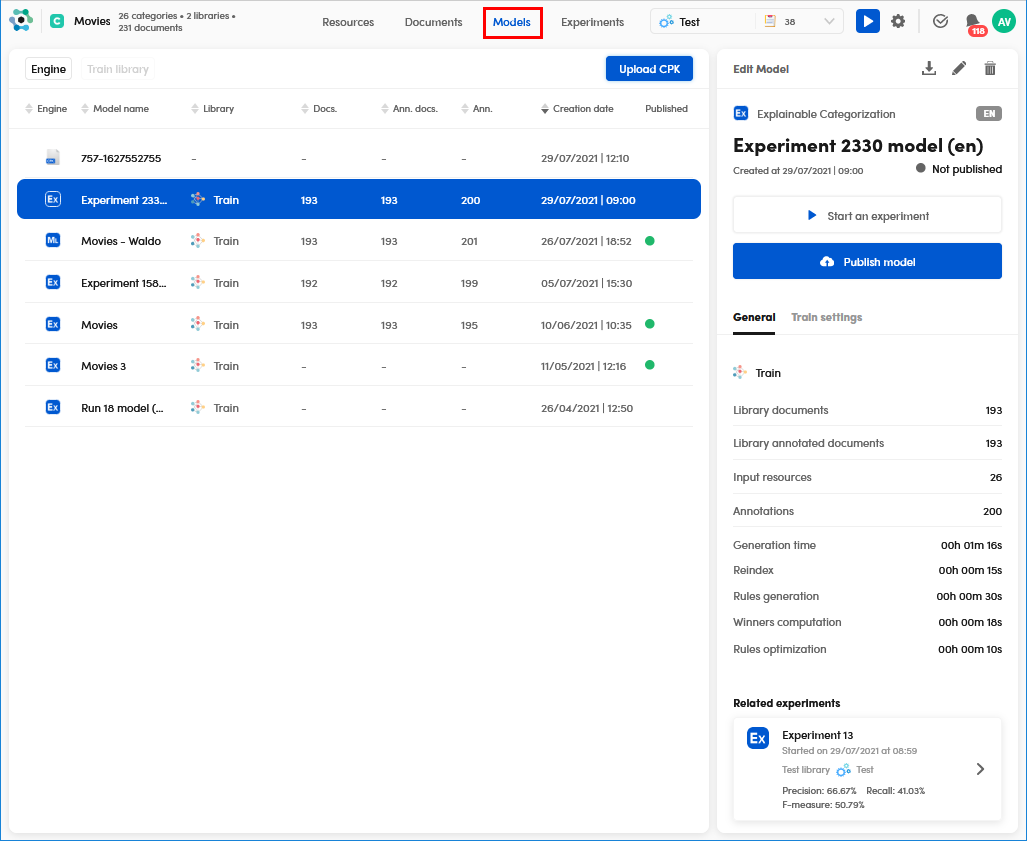 C Movies 26 categories • 2 libraries •
231 documents
Resources Documents Models Experiments Test 38 118 AV
Engine Train library Upload CPK
Engine Model name Library Docs. Ann. docs. Ann. Creation date Published
757-1627552755 - - - - 29/07/2021 | 12:10
Ex Experiment 233... Train 193 193 200 29/07/2021 | 09:00
ML Movies - Waldo Train 193 193 201 26/07/2021 | 18:52
Ex Experiment 158... Train 192 192 199 05/07/2021 | 15:30
Ex Movies Train 193 193 195 10/06/2021 | 10:35
Ex Movies 3 Train - - - 11/05/2021 | 12:16
Ex Run 18 model (... Train - - - 26/04/2021 | 12:50
Edit Model
Ex Explainable Categorization EN
Experiment 2330 model (en)
Created at 29/07/2021 | 09:00 Not published
Start an experiment
Publish model
General Train settings
Train
Library documents 193
Library annotated documents 193
Input resources 26
Annotations 200
Generation time 00h 01m 16s
Reindex 00h 00m 15s
Rules generation 00h 00m 30s
Winners computation 00h 00m 18s
Rules optimization 00h 00m 10s
Related experiments
Ex Experiment 13
Started on 29/07/2021 at 08:59
Test library Test
Precision: 66.67% Recall: 41.03%
F-measure: 50.79%